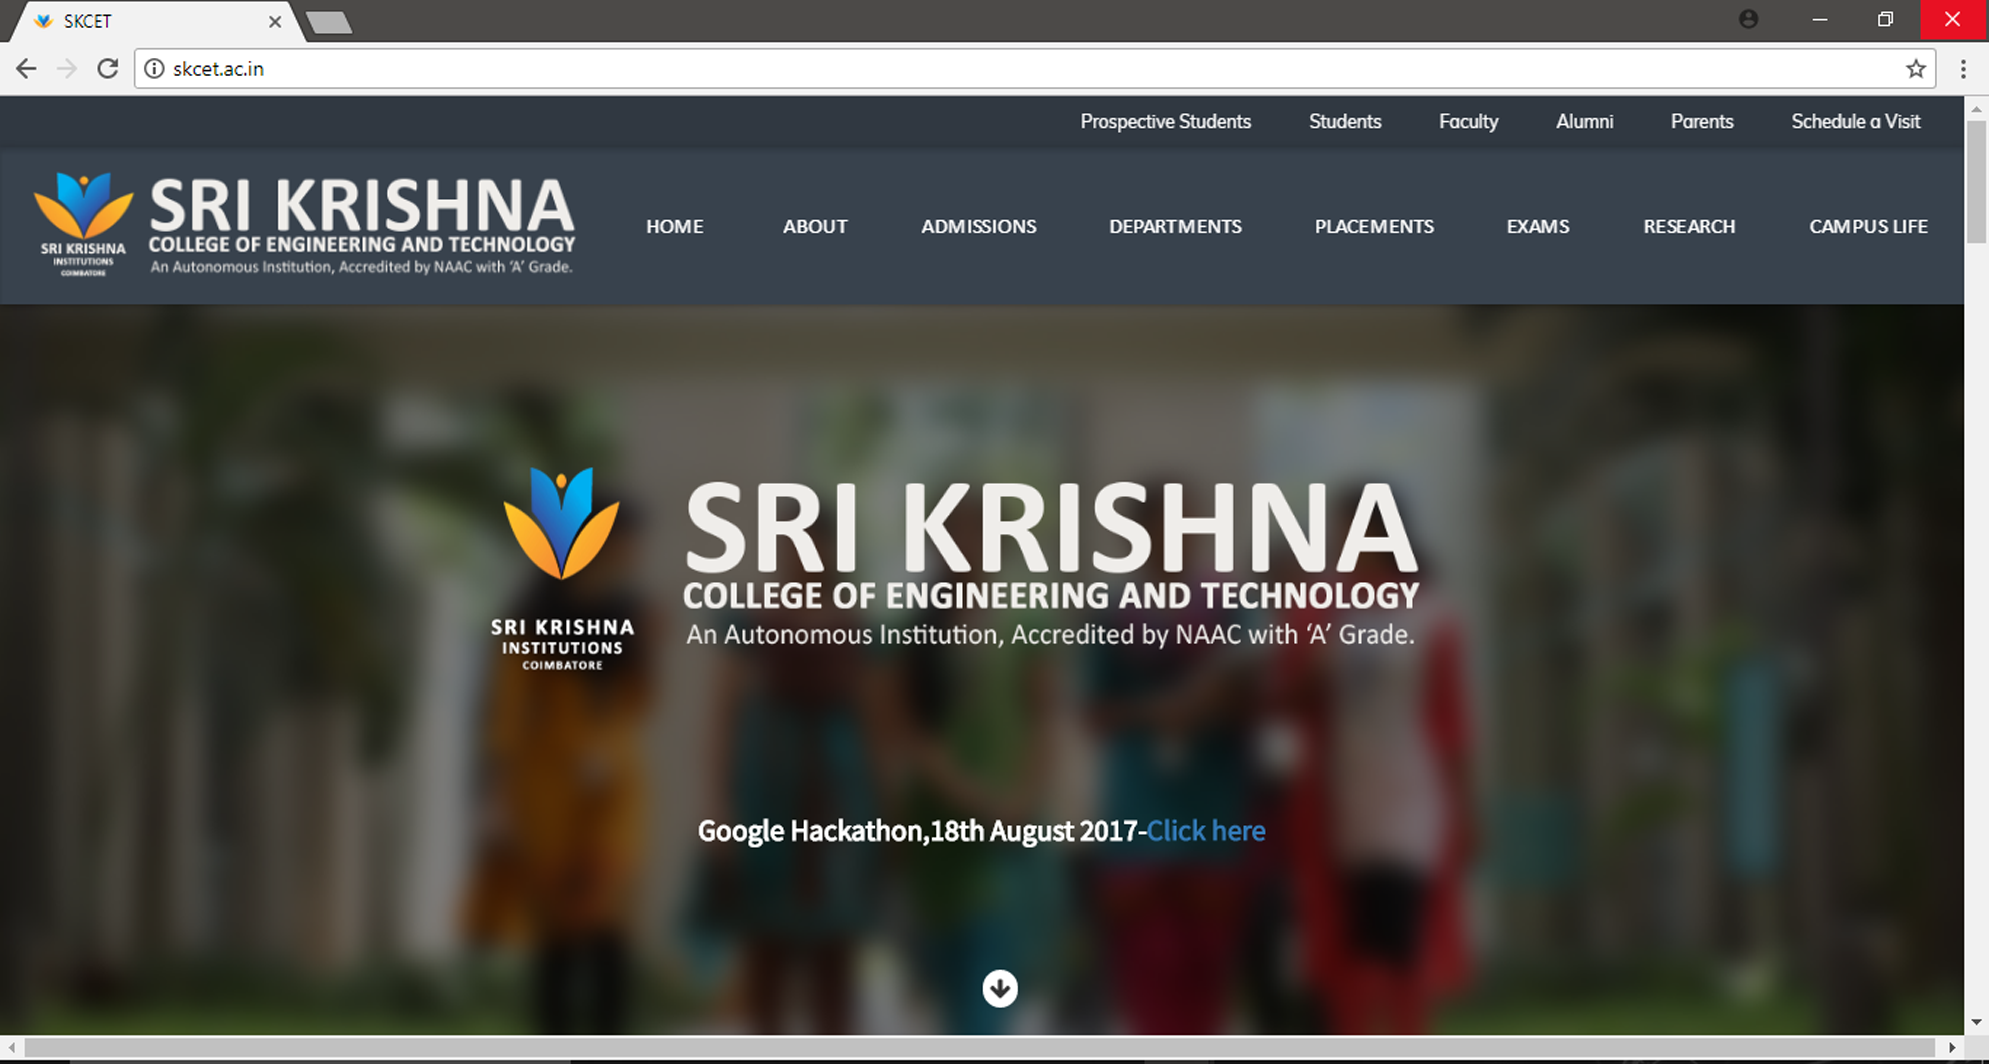 SKCET
skcet.ac.in
Prospective Students Students Faculty Alumni Parents Schedule a Visit
SRI KRISHNA
INSTITUTIONS
COIMBATORE
SRI KRISHNA
COLLEGE OF ENGINEERING AND TECHNOLOGY
An Autonomous Institution, Accredited by NAAC with ‘A’ Grade.
HOME ABOUT ADMISSIONS DEPARTMENTS PLACEMENTS EXAMS RESEARCH CAMPUS LIFE
SRI KRISHNA
INSTITUTIONS
COIMBATORE
SRI KRISHNA
COLLEGE OF ENGINEERING AND TECHNOLOGY
An Autonomous Institution, Accredited by NAAC with ‘A’ Grade.
Google Hackathon,18th August 2017-Click here